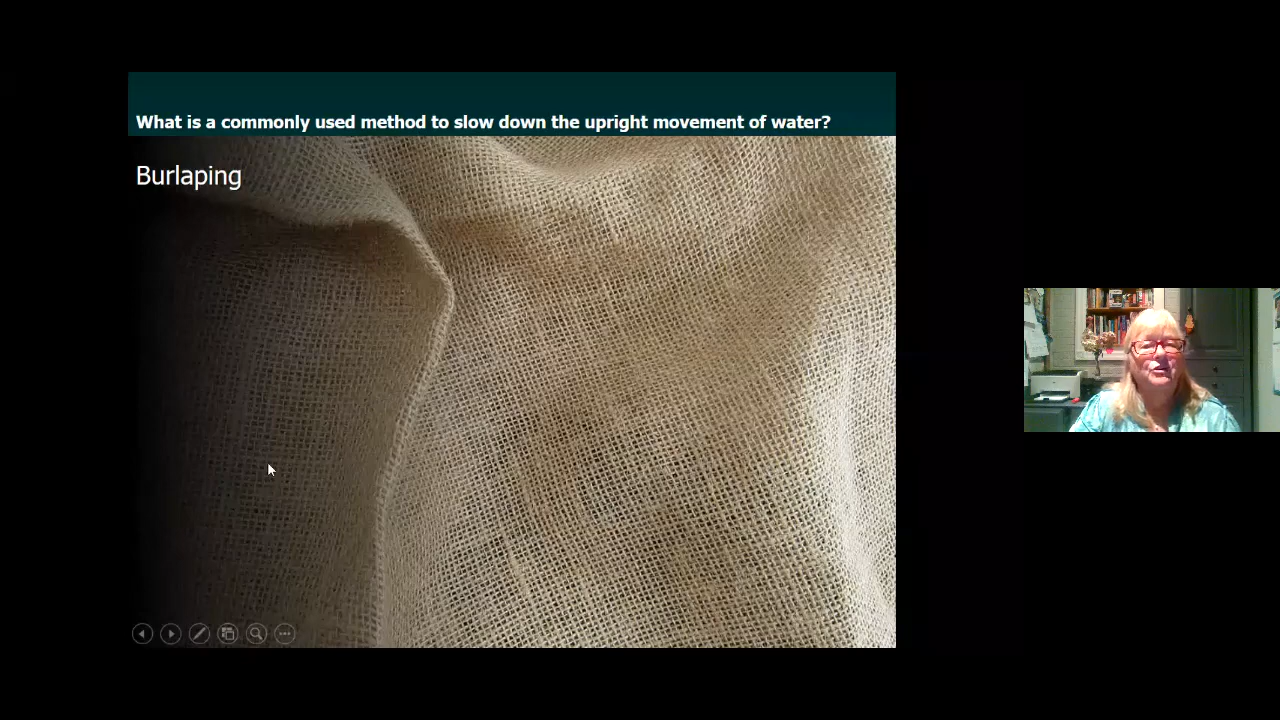 What is a commonly used method to slow down the upright movement of water?
Burlaping